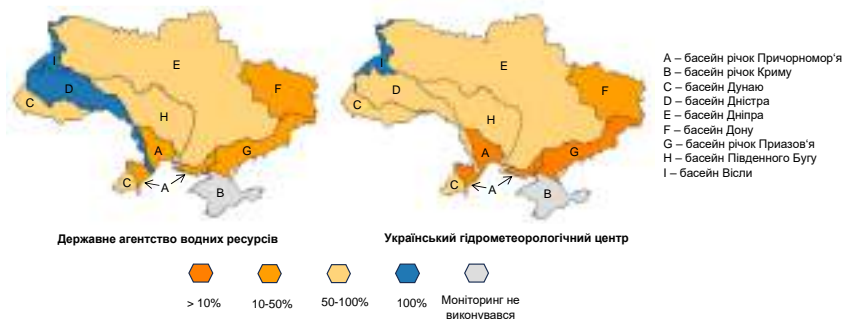 I
E
D
C
F
H
A
G
C
A
B
I
E
D
C
F
H
A
G
C
A
B
A – басейн річок Причорномор'я
B – басейн річок Криму
C – басейн Дунаю
D – басейн Дністра
E – басейн Дніпра
F – басейн Дону
G – басейн річок Приазов'я
H – басейн Південного Бугу
I – басейн Вісли
Державне агентство водних ресурсів
Український гідрометеорологічний центр
> 10%
10-50%
50-100%
100%
Моніторинг не
виконувався